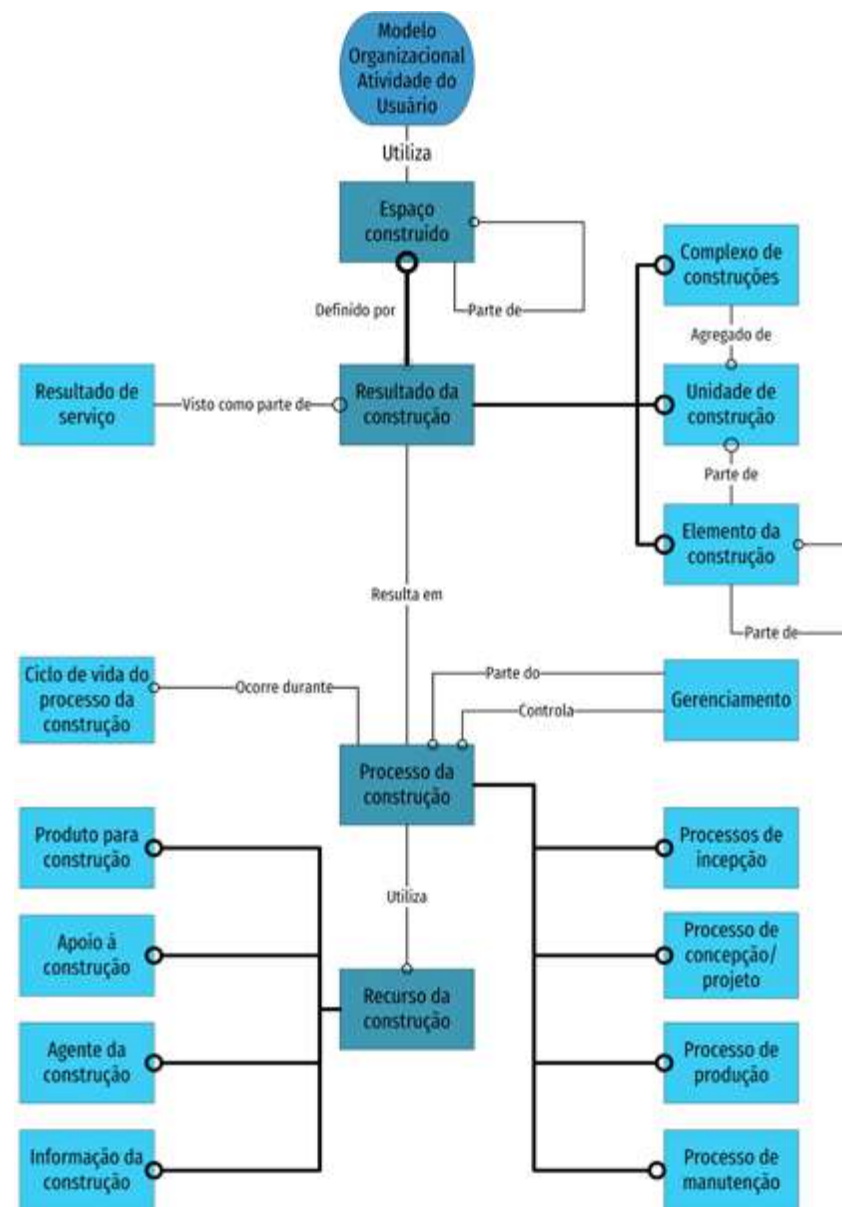 Modelo
Organizacional
Atividade do
Usuário
Utiliza
Espaço
construído
Definido por
Parte de
Complexo de
construções
Agregado de
Resultado de
serviço
Visto como parte de
Resultado da
construção
Unidade de
construção
Parte de
Elemento da
construção
Resulta em
Parte de
Ciclo de vida do
processo da
construção
Ocorre durante
Parte do
Controla
Gerenciamento
Processo da
construção
Produto para
construção
Processos de
incepção
Utiliza
Apoio á
construção
Processo de
concepção/
projeto
Recurso da
construção
Agente da
construção
Processo de
produção
Informação da
construção
Processo de
manutenção